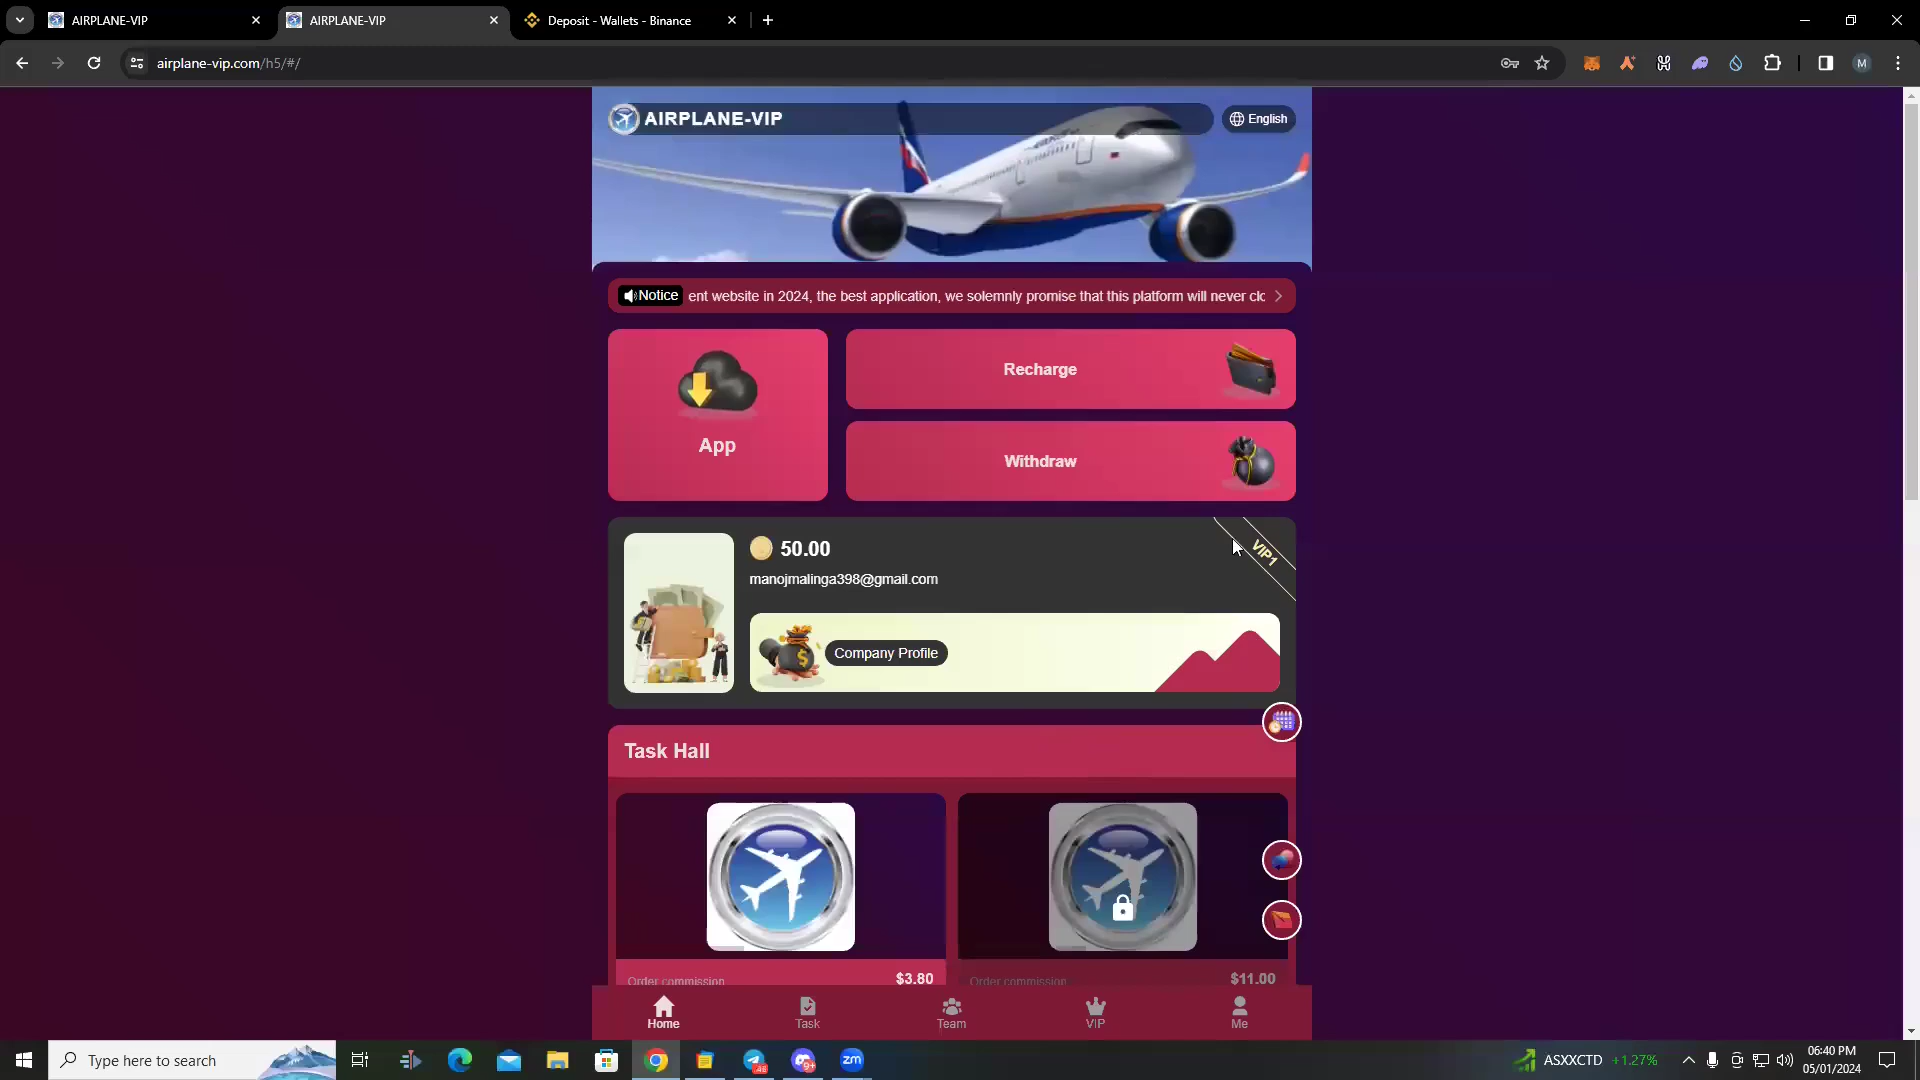 AIRPLANE-VIP
AIRPLANE-VIP
Deposit - Wallets - Binance
airplane-vip.com/h5/#/
M
AIRPLANE-VIP
English
Notice
ent website in 2024, the best application, we solemnly promise that this platform will never clc
App
Recharge
Withdraw
VIP1
50.00
manojmalinga398@gmail.com
$
Company Profile
Task Hall
Order commission $3.80
Order commission $11.00
Home
Task
Team
VIP
Me
Type here to search
9+
zm
ASXXCTD +1.27%
06:40 PM
05/01/2024